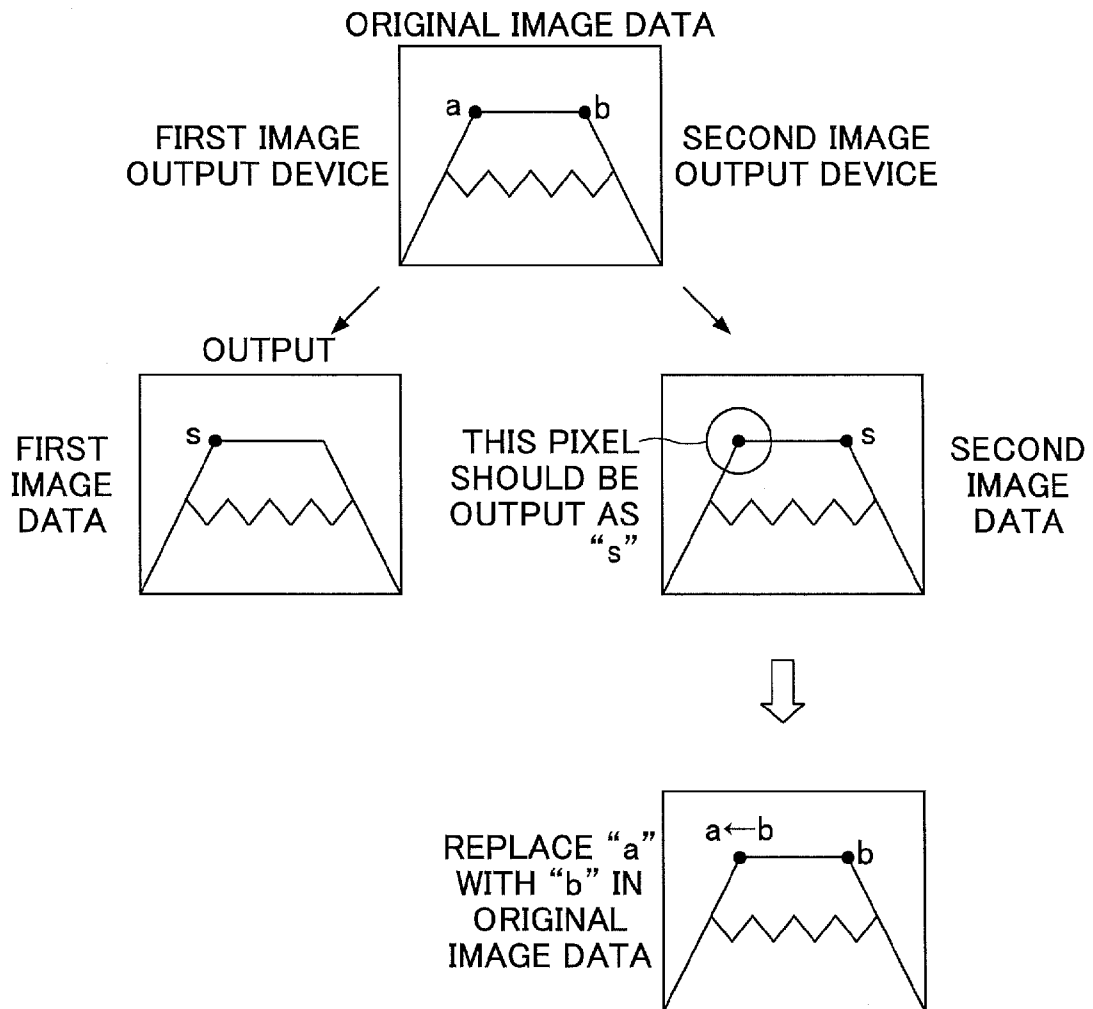 ORIGINAL IMAGE DATA
a
b
FIRST IMAGE
OUTPUT DEVICE
SECOND IMAGE
OUTPUT DEVICE
OUTPUT
s
FIRST
IMAGE
DATA
THIS PIXEL
SHOULD BE
OUTPUT AS
“s”
s
SECOND
IMAGE
DATA
REPLACE “a”
WITH “b” IN
ORIGINAL
IMAGE DATA
a←b
b